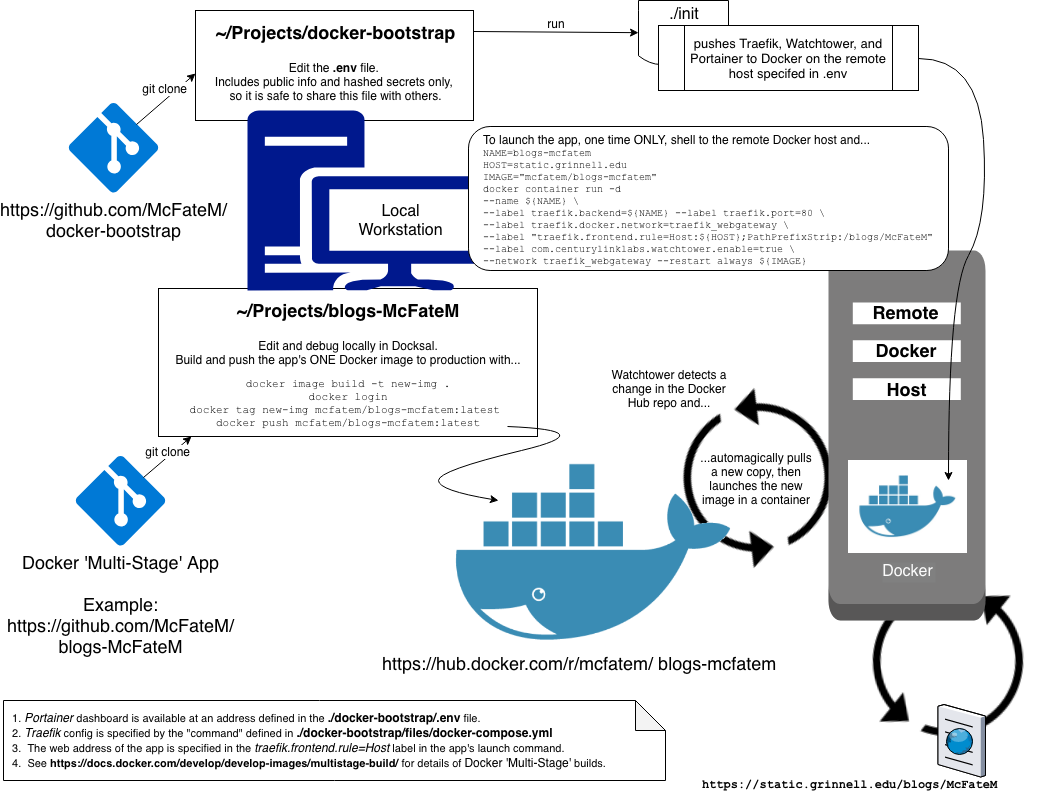 ~/Projects/docker-bootstrap
Edit the .env file.
Includes public info and hashed secrets only,
so it is safe to share this file with others.
run
./init
pushes Traefik, Watchtower, and
Portainer to Docker on the remote
host specifed in .env
git clone
https://github.com/McFateM/
docker-bootstrap
Local
Workstation
To launch the app, one time ONLY, shell to the remote Docker host and...
NAME=blogs-mcfatem
HOST=static.grinnell.edu
IMAGE="mcfatem/blogs-mcfatem"
docker container run -d
--name ${NAME} \
--label traefik.backend=${NAME} --label traefik.port=80 \
--label traefik.docker.network=traefik_webgateway \
--label "traefik.frontend.rule=Host:${HOST};PathPrefixStrip:/blogs/McFateM"
--label com.centurylinklabs.watchtower.enable=true \
--network traefik_webgateway --restart always ${IMAGE}
~/Projects/blogs-McFateM
Edit and debug locally in Docksal.
Build and push the app's ONE Docker image to production with...
docker image build -t new-img .
docker login
docker tag new-img mcfatem/blogs-mcfatem:latest
docker push mcfatem/blogs-mcfatem:latest
git clone
Docker 'Multi-Stage' App
Example:
https://github.com/McFateM/
blogs-McFateM
Remote
Docker
Host
Watchtower detects a
change in the Docker
Hub repo and...
...automagically pulls
a new copy, then
launches the new
image in a container
Docker
https://hub.docker.com/r/mcfatem/ blogs-mcfatem
1. Portainer dashboard is available at an address defined in the ./docker-bootstrap/.env file.
2. Traefik config is specified by the "command" defined in ./docker-bootstrap/files/docker-compose.yml
3. The web address of the app is specified in the traefik.frontend.rule=Host label in the app's launch command.
4. See https://docs.docker.com/develop/develop-images/multistage-build/ for details of Docker 'Multi-Stage' builds.
https://static.grinnell.edu/blogs/McFateM